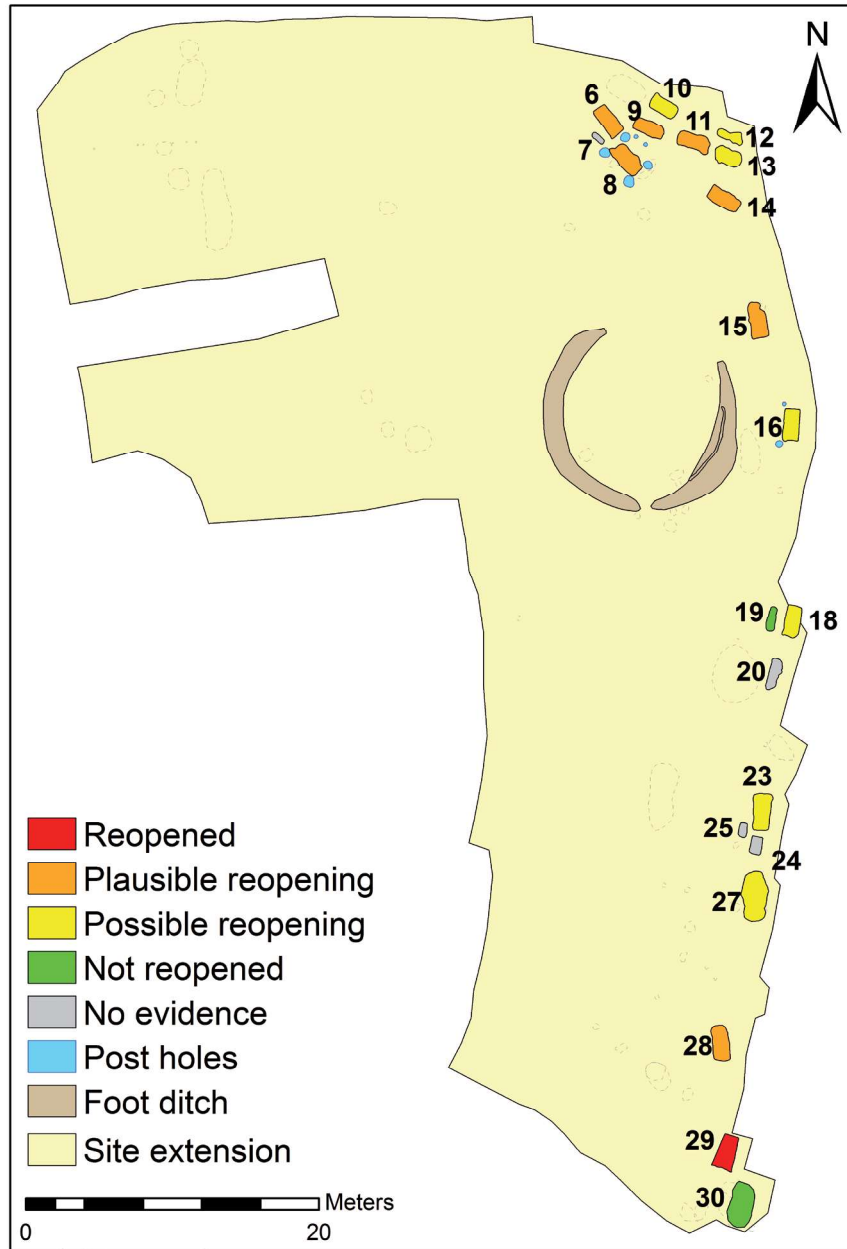 N
10
6
9
11
12
7
13
8
14
15
16
19
18
20
23
25
24
27
28
29
30
Reopened
Plausible reopening
Possible reopening
Not reopened
No evidence
Post holes
Foot ditch
Site extension
Meters
0 20